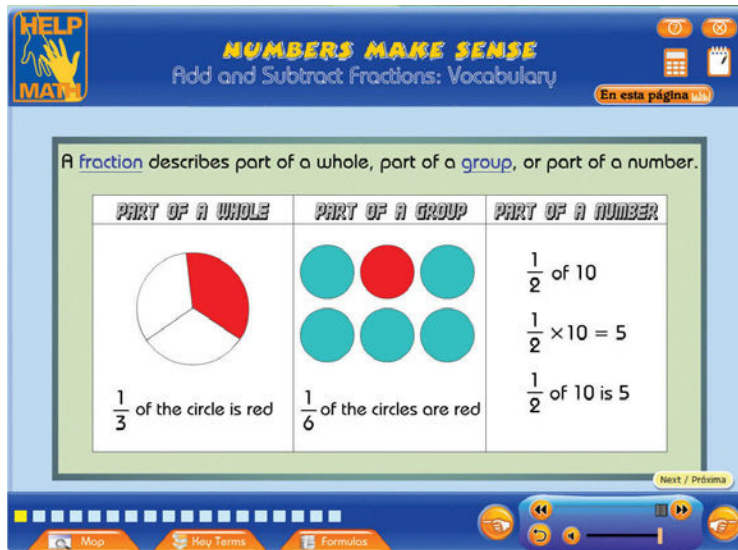 HELP
MATH
NUMBERS MAKE SENSE
Add and Subtract Fractions: Vocabulary
En esta página
A fraction describes part of a whole, part of a group, or part of a number.
PART OF A WHOLE
1/3 of the circle is red
PART OF A GROUP
1/6 of the circles are red
PART OF A NUMBER
1/2 of 10
1/2 ×10 = 5
1/2 of 10 is 5
Next / Próxima
Map
Key Terms
Formulas